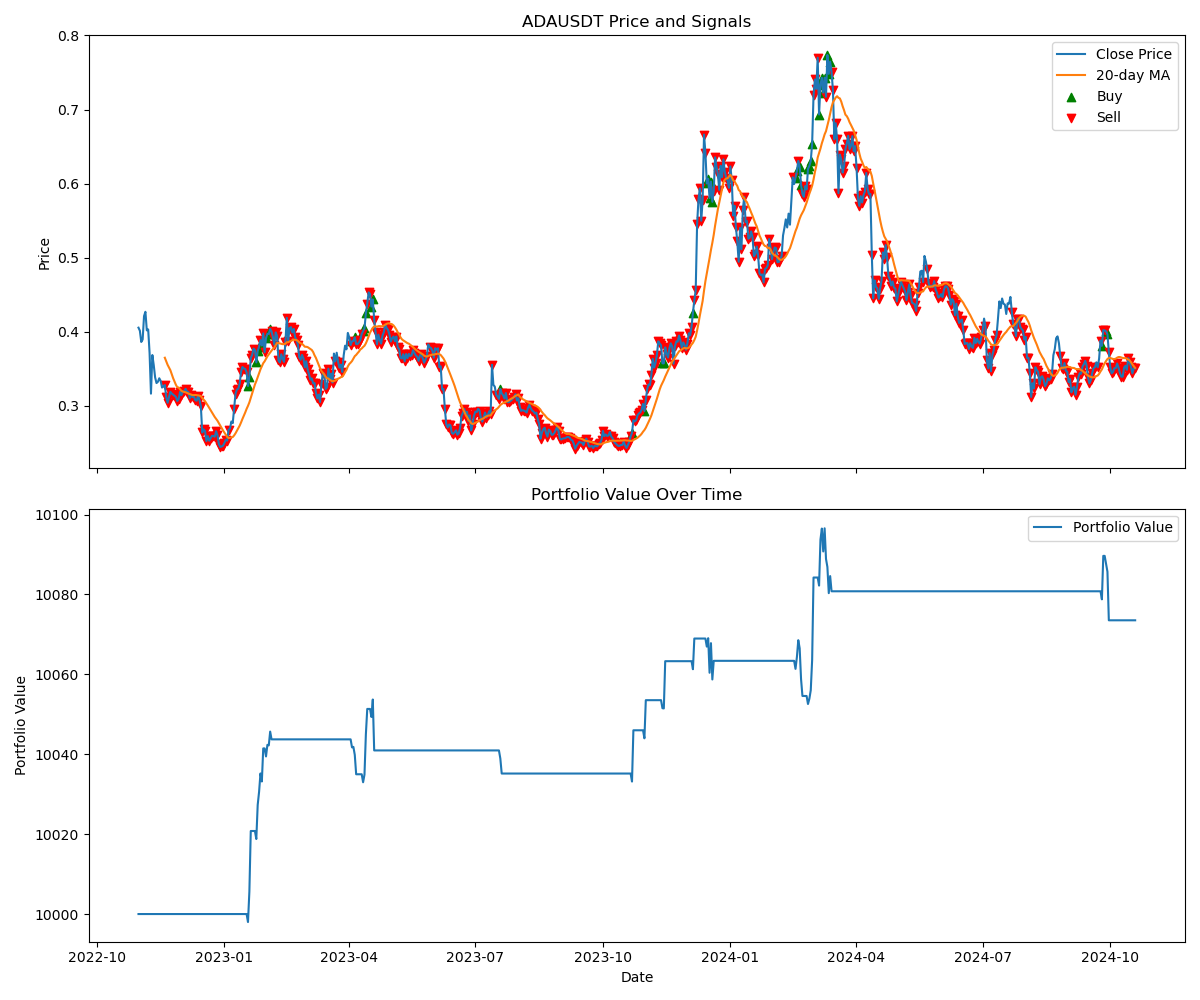 ADAUSDT Price and Signals
0.8
0.7
0.6
0.5
0.4
0.3
Price
Close Price
20-day MA
Buy
Sell
Portfolio Value Over Time
10100
10080
10060
10040
10020
10000
Portfolio Value
Portfolio Value
2022-10
2023-01
2023-04
2023-07
2023-10
2024-01
2024-04
2024-07
2024-10
Date